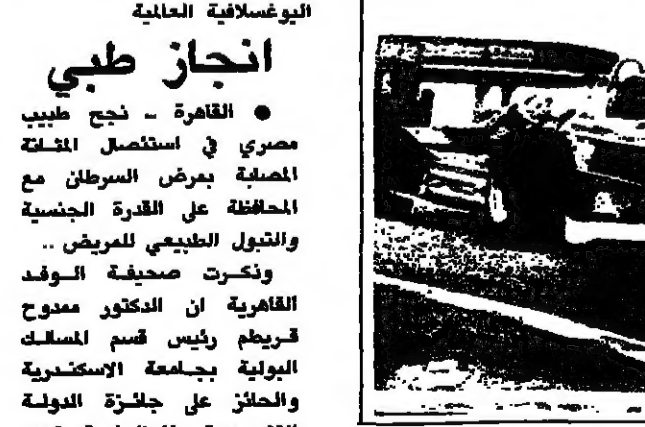 اليوغسلافية العالمية
انجاز طبي
● القاهرة ـ نجح طبيب
مصري في استئصال المثانة
المصابة بمرض السرطان مع
المحافظة على القدرة الجنسية
والتبول الطبيعي للمريض ..
وذكرت صحيفة الوفد
القاهرية ان الدكتور ممدوح
قريطم رئيس قسم المسالك
البولية بجامعة الاسكندرية
والحائز على جائزة الدولة